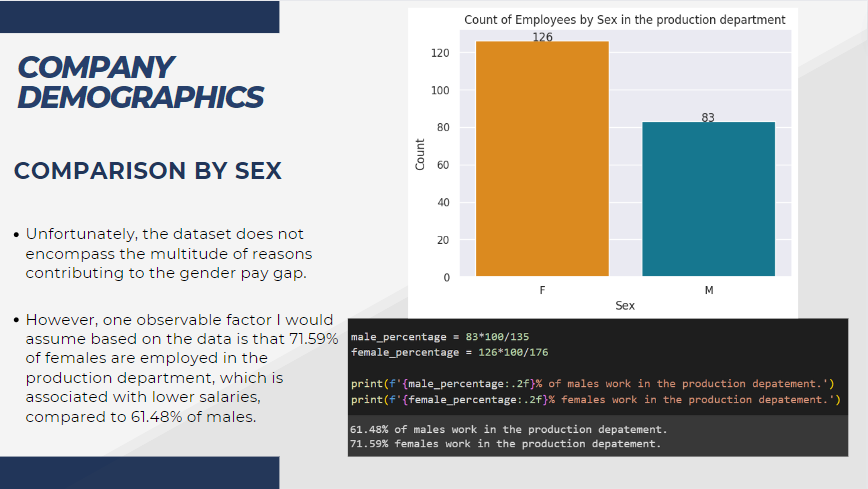 COMPANY
DEMOGRAPHICS
COMPARISON BY SEX
• Unfortunately, the dataset does not
encompass the multitude of reasons
contributing to the gender pay gap.
• However, one observable factor I would
assume based on the data is that 71.59%
of females are employed in the
production department, which is
associated with lower salaries,
compared to 61.48% of males.
Count of Employees by Sex in the production department
126
83
120
100
80
60
40
20
0
Count
F M
Sex
male_percentage = 83*100/135
female_percentage = 126*100/176
print(f'{male_percentage:.2f}% of males work in the production depatement.')
print(f'{female_percentage:.2f}% females work in the production depatement.')
61.48% of males work in the production depatement.
71.59% females work in the production depatement.